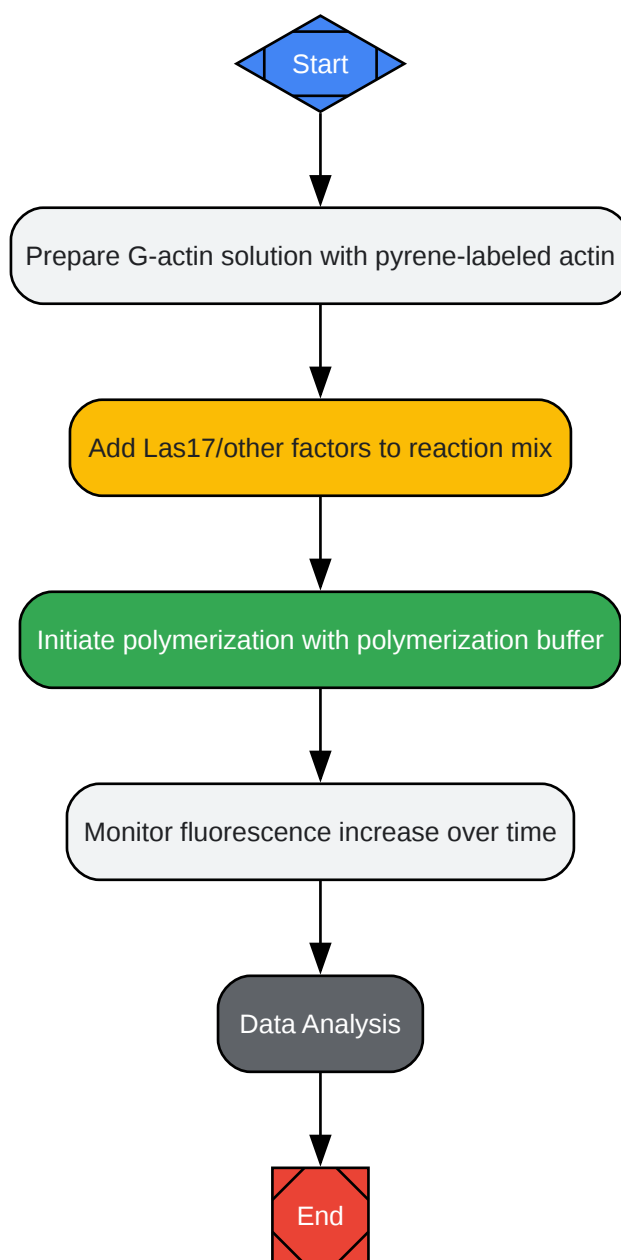 Start
Prepare G-actin solution with pyrene-labeled actin
Add Las17/other factors to reaction mix
Initiate polymerization with polymerization buffer
Monitor fluorescence increase over time
Data Analysis
End